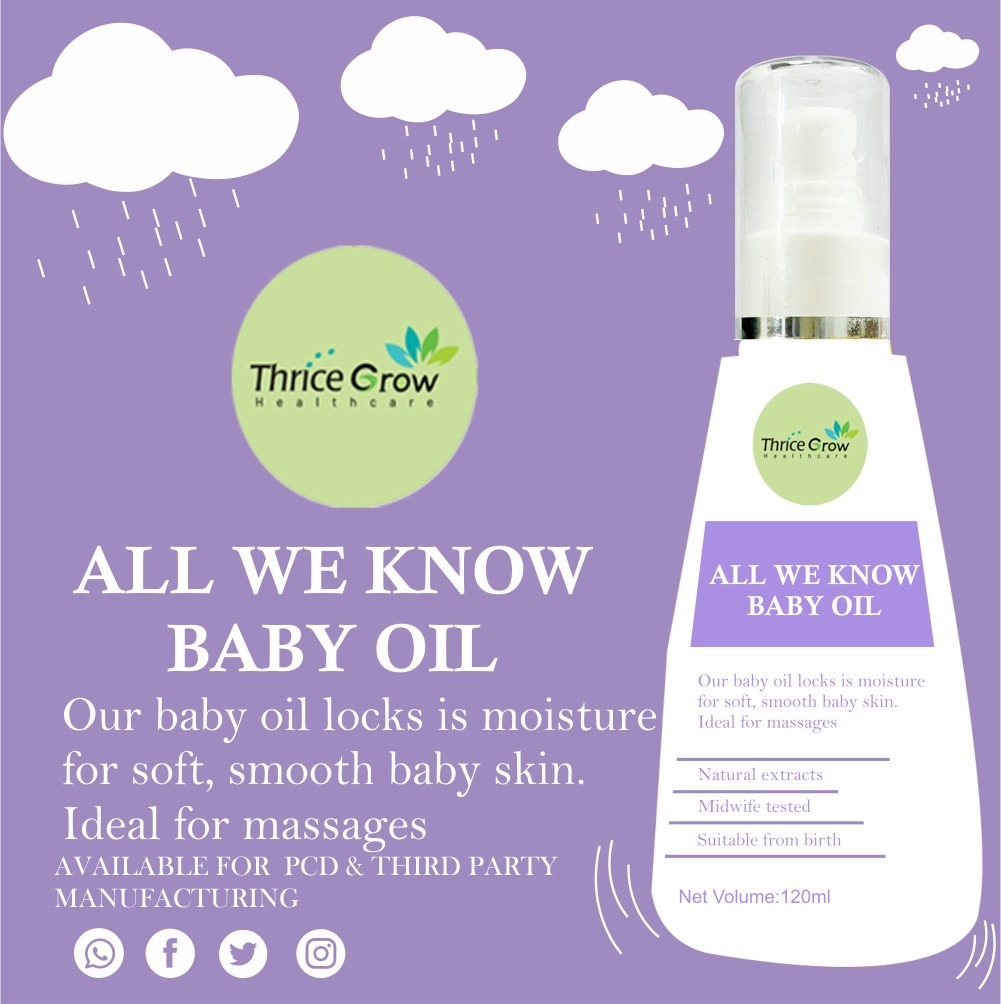 Thrice Grow
Healthcare
ALL WE KNOW
BABY OIL
Our baby oil locks is moisture
for soft, smooth baby skin.
Ideal for massages
AVAILABLE FOR PCD & THIRD PARTY
MANUFACTURING
Thrice Grow
Healthcare
ALL WE KNOW
BABY OIL
Our baby oil locks is moisture
for soft, smooth baby skin.
Ideal for massages
Natural extracts
Midwife tested
Suitable from birth
Net Volume:120ml